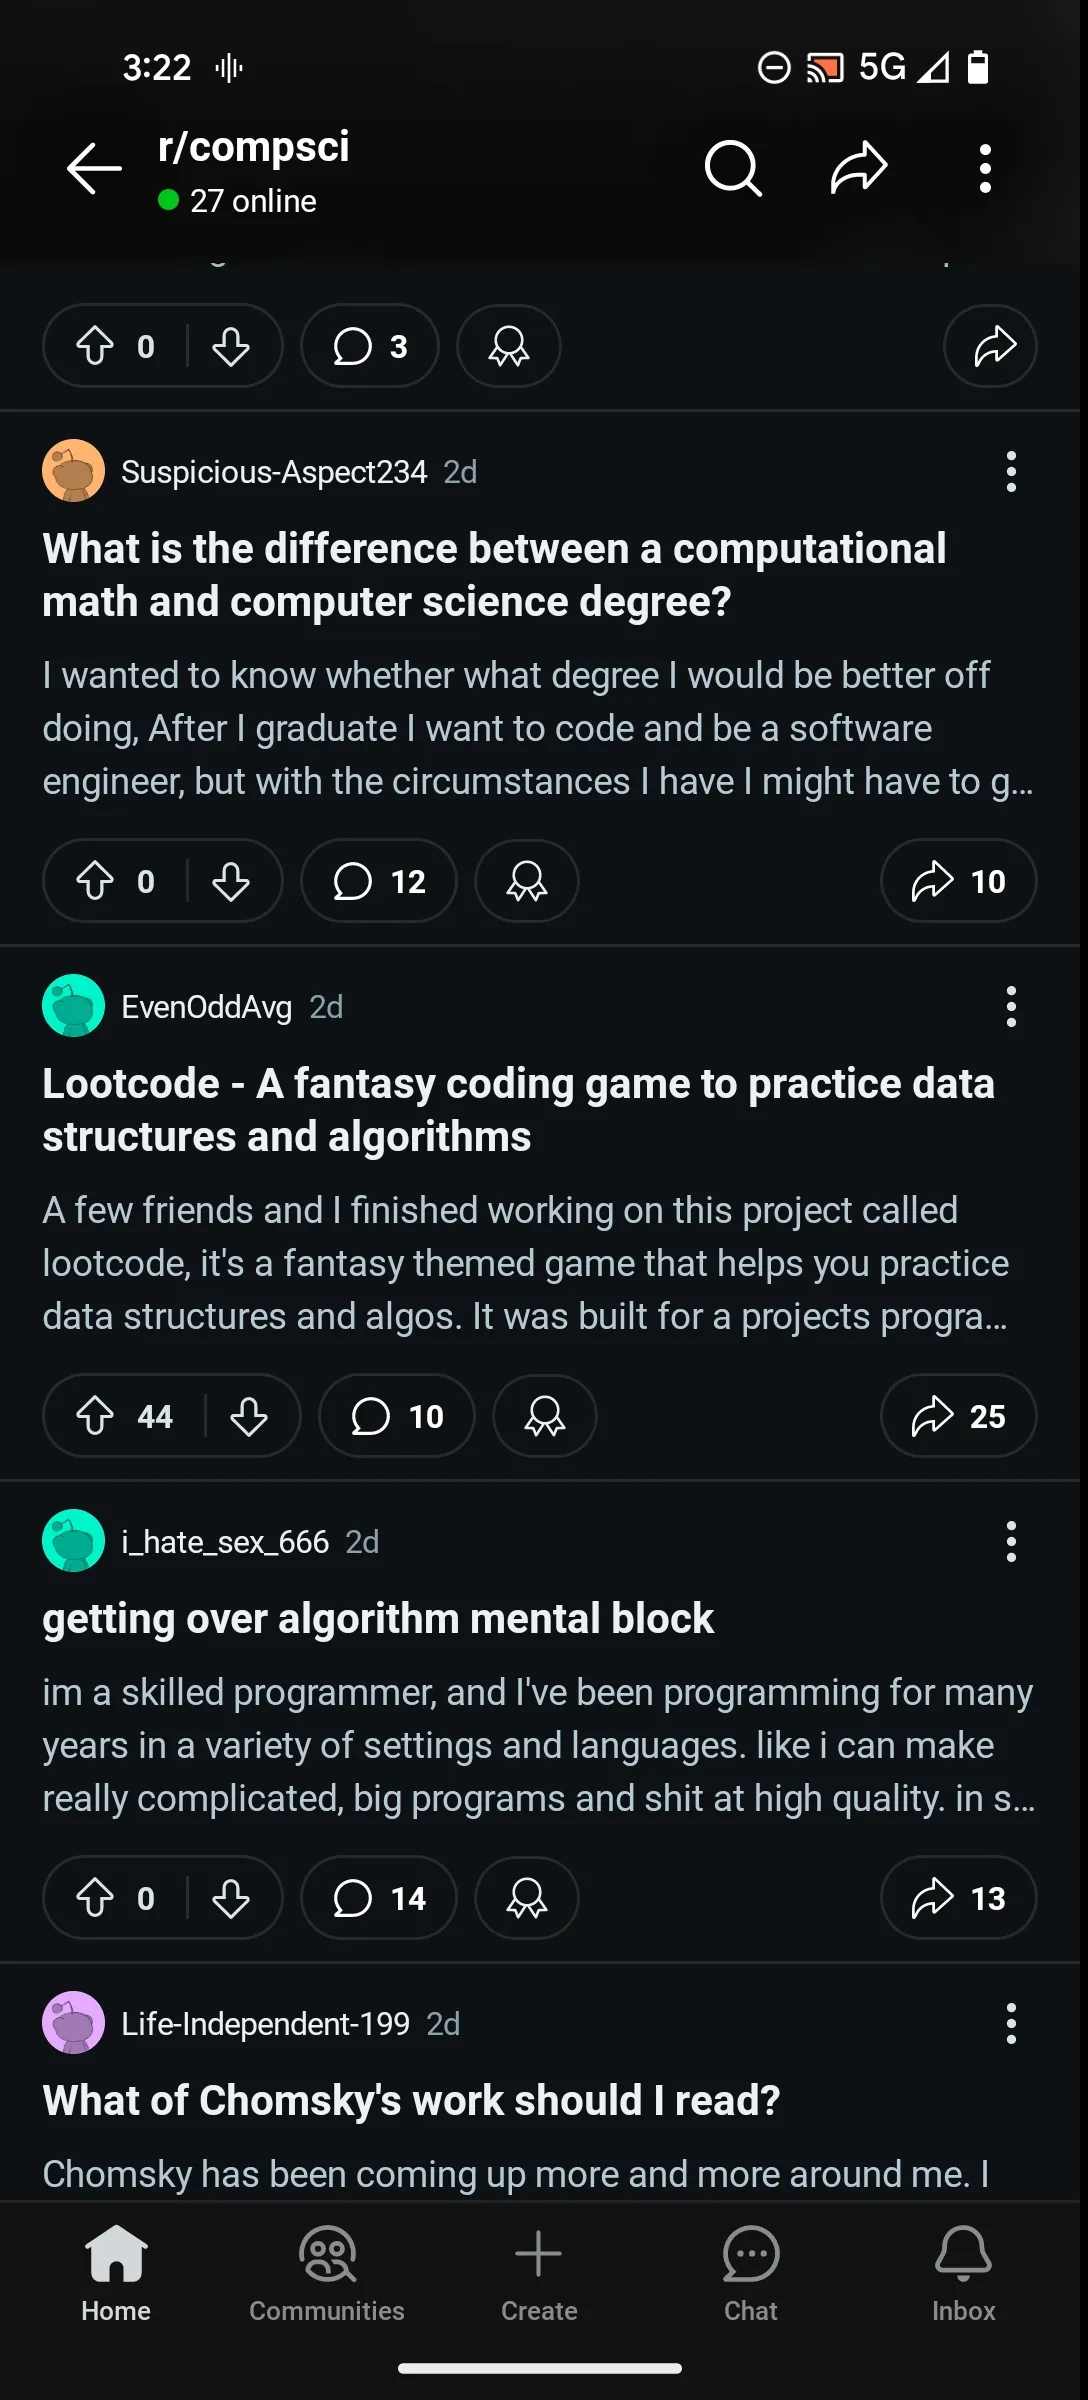 3:22 5G
r/compsci
27 online
0 3
Suspicious-Aspect234 2d
What is the difference between a computational
math and computer science degree?
I wanted to know whether what degree I would be better off
doing, After I graduate I want to code and be a software
engineer, but with the circumstances I have I might have to g...
0 12 10
EvenOddAvg 2d
Lootcode - A fantasy coding game to practice data
structures and algorithms
A few friends and I finished working on this project called
lootcode, it's a fantasy themed game that helps you practice
data structures and algos. It was built for a projects progra...
44 10 25
i_hate_sex_666 2d
getting over algorithm mental block
im a skilled programmer, and I've been programming for many
years in a variety of settings and languages. like i can make
really complicated, big programs and shit at high quality. in s...
0 14 13
Life-Independent-199 2d
What of Chomsky's work should I read?
Chomsky has been coming up more and more around me. I
Home Communities Create Chat Inbox